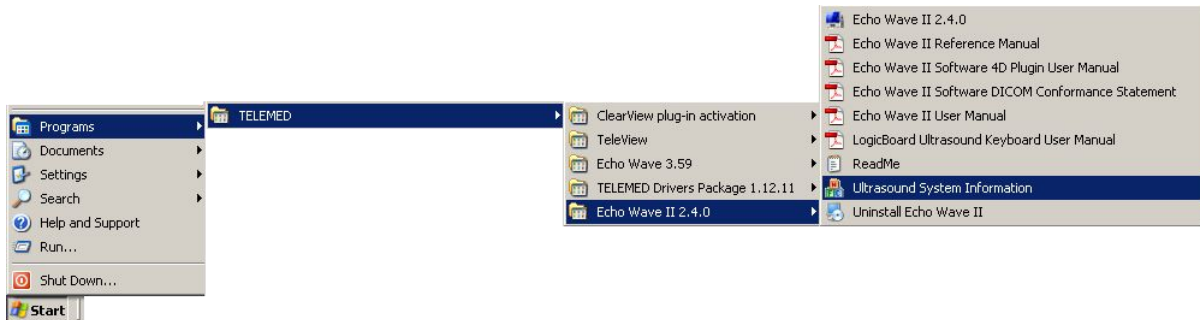 Programs
Documents
Settings
Search
Help and Support
Run...
Shut Down...
Start
TELEMED
ClearView plug-in activation
TeleView
Echo Wave 3.59
TELEMED Drivers Package 1.12.11
Echo Wave II 2.4.0
Echo Wave II 2.4.0
Echo Wave II Reference Manual
Echo Wave II Software 4D Plugin User Manual
Echo Wave II Software DICOM Conformance Statement
Echo Wave II User Manual
LogicBoard Ultrasound Keyboard User Manual
ReadMe
Ultrasound System Information
Uninstall Echo Wave II